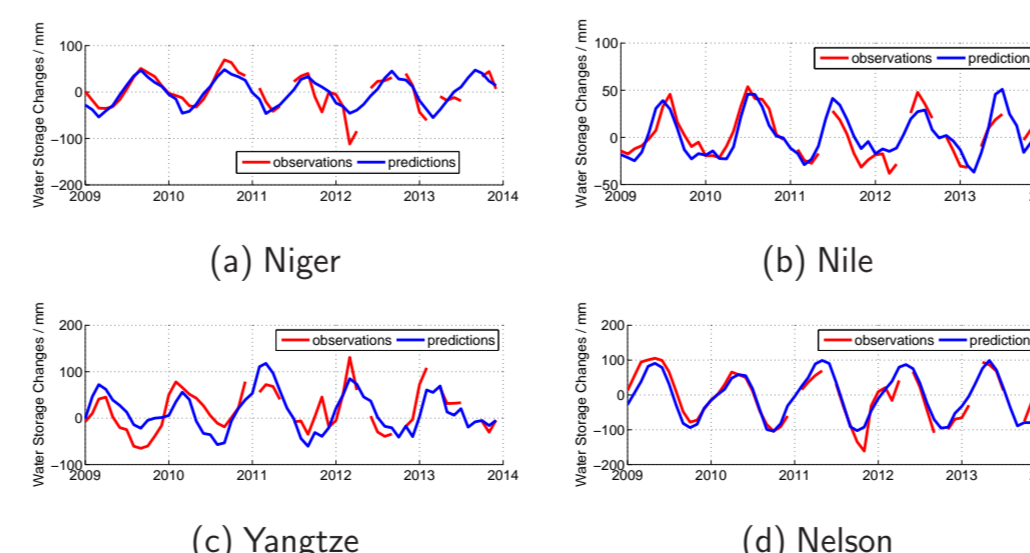 Water Storage Changes / mm
100
0
−100
−200
observations predictions
2009 2010 2011 2012 2013 2014
(a) Niger
Water Storage Changes / mm
100
50
0
−50
observations prediction
2009 2010 2011 2012 2013 2
(b) Nile
Water Storage Changes / mm
200
100
0
−100
observations predictions
2009 2010 2011 2012 2013 2014
(c) Yangtze
Water Storage Changes / mm
200
100
0
−100
−200
observations prediction
2009 2010 2011 2012 2013 2
(d) Nelson